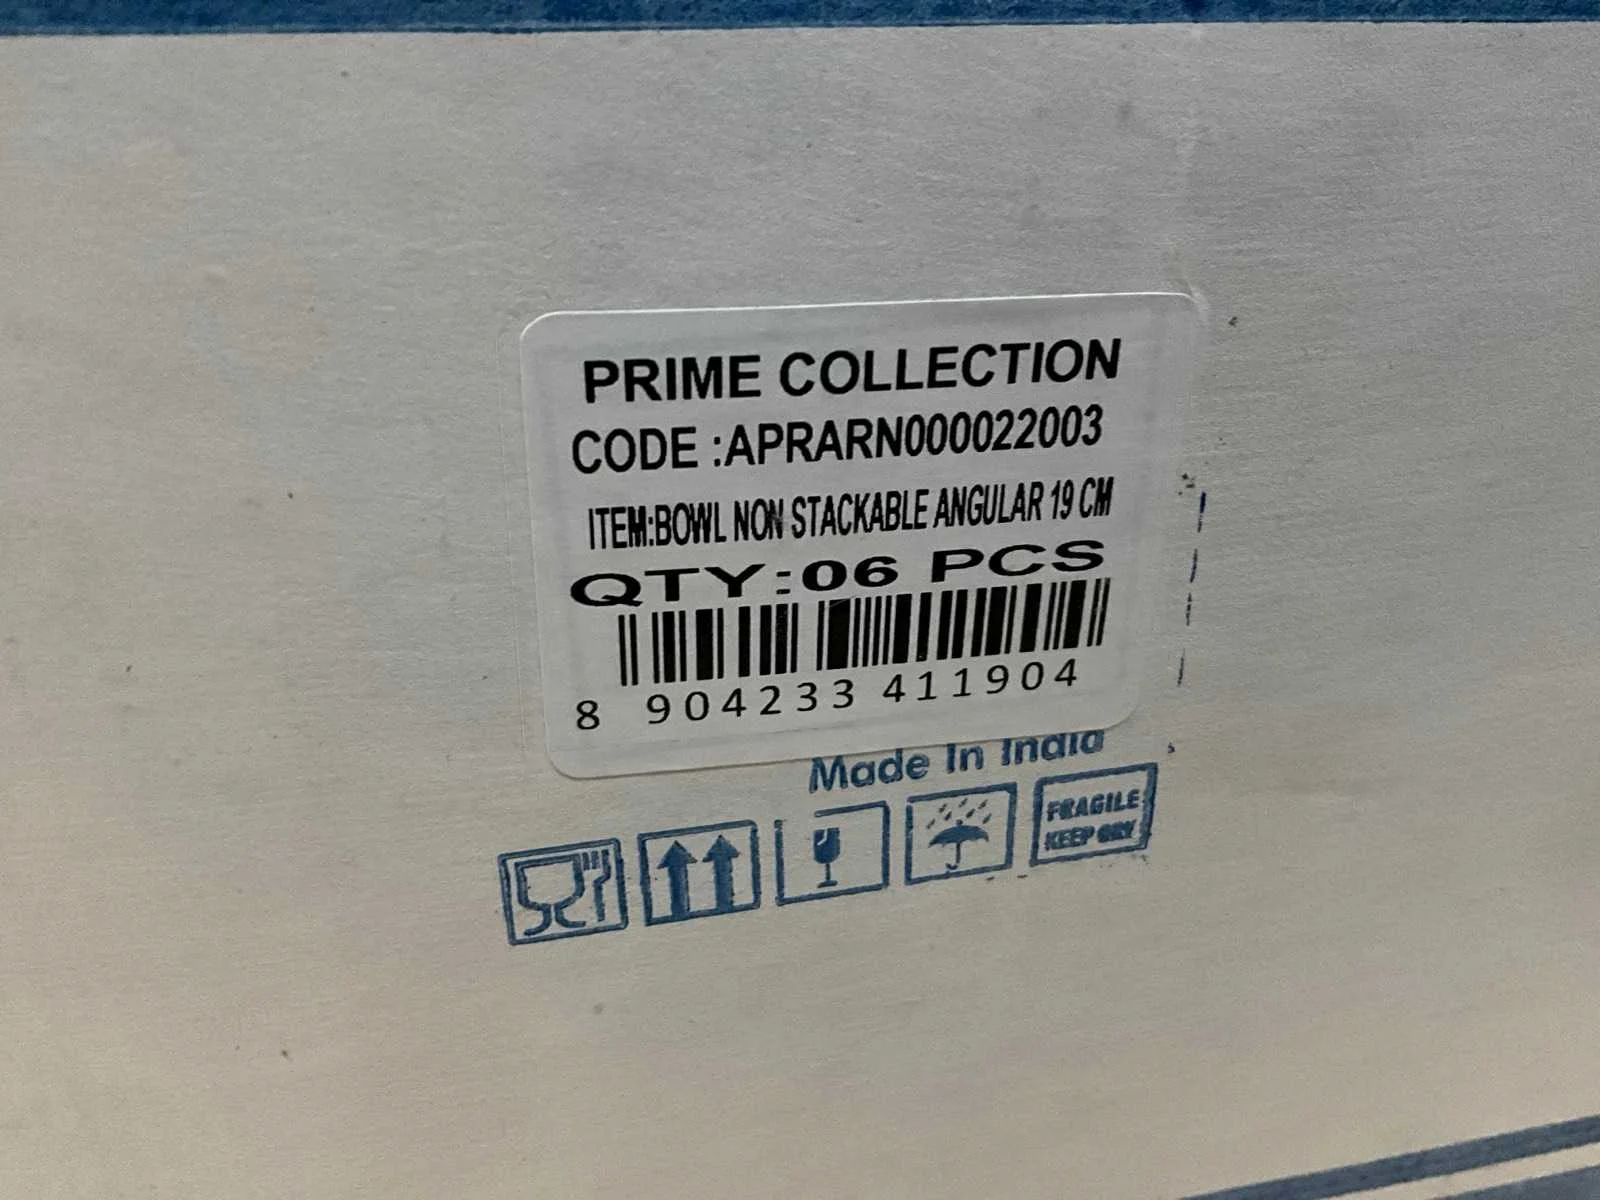 PRIME COLLECTION
CODE :APRARN000022003
ITEM:BOWL NON STACKABLE ANGULAR 19 CM
QTY:06 PCS
8 904233 411904
Made In India
FRAGILE
KEEP DRY